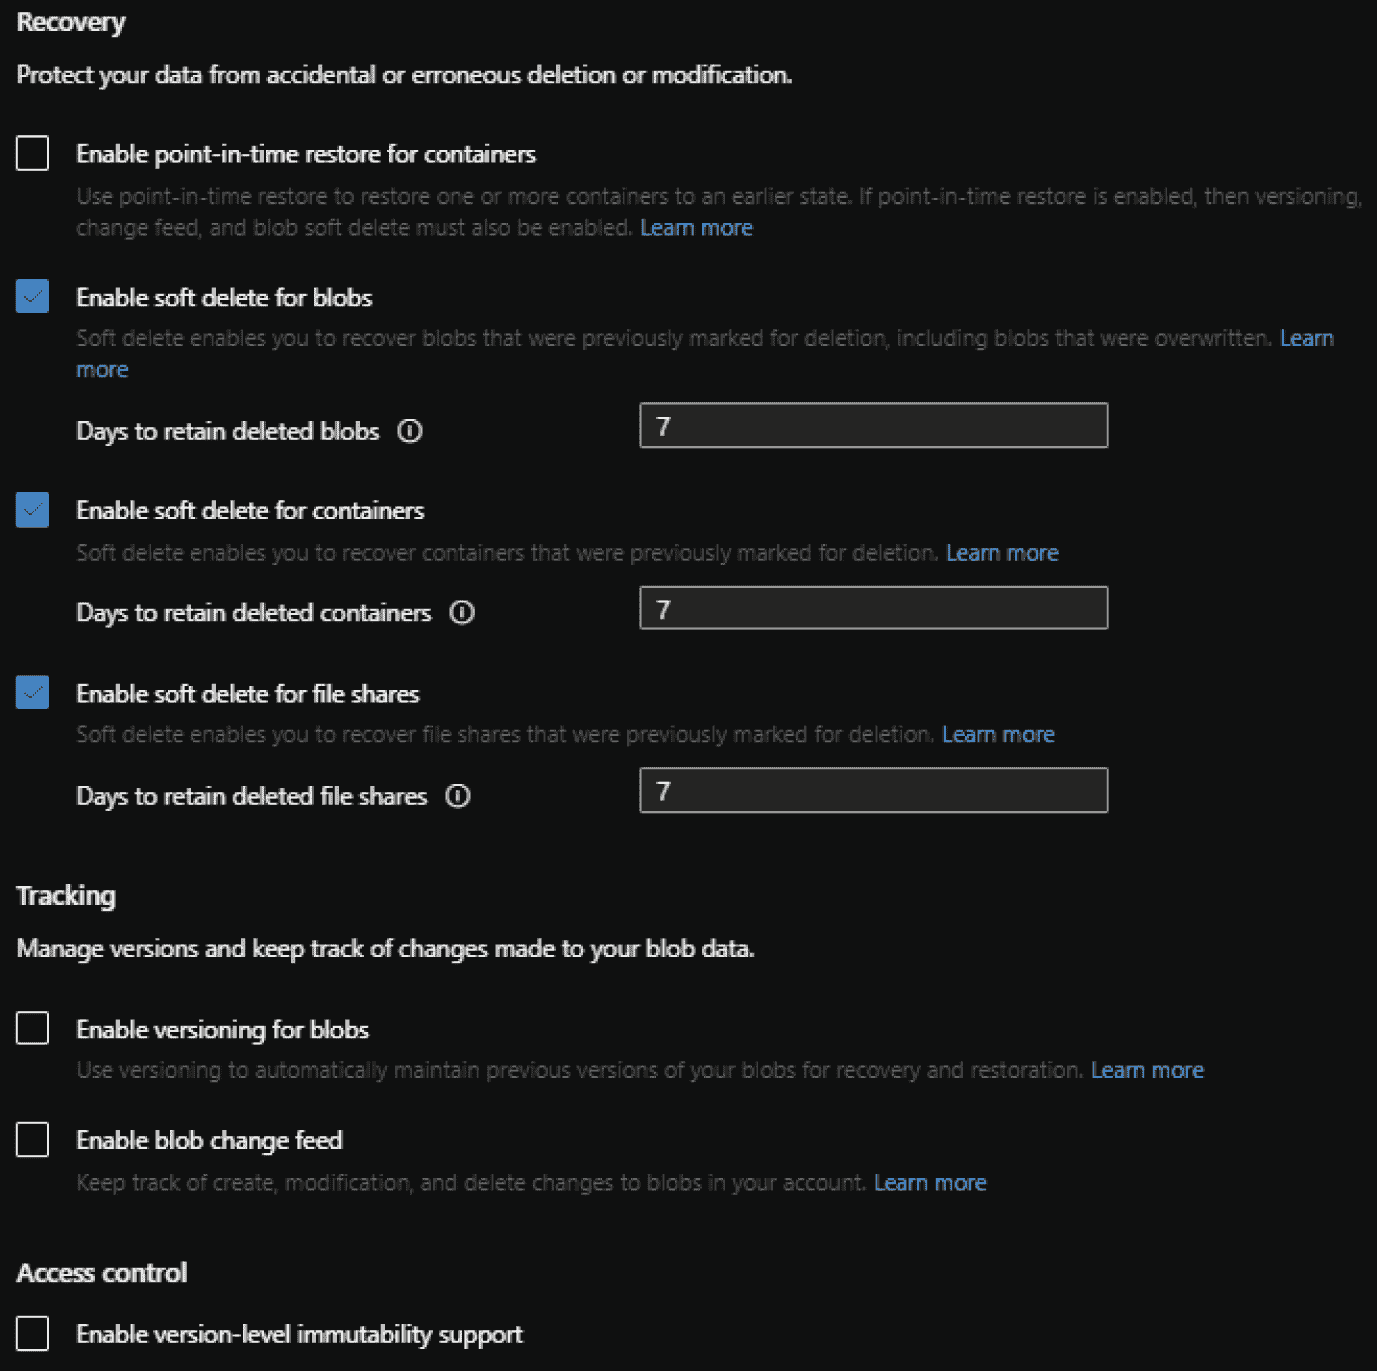 Recovery
Protect your data from accidental or erroneous deletion or modification.
Enable point-in-time restore for containers
Use point-in-time restore to restore one or more containers to an earlier state. If point-in-time restore is enabled, then versioning,
change feed, and blob soft delete must also be enabled. Learn more
Enable soft delete for blobs
Soft delete enables you to recover blobs that were previously marked for deletion, including blobs that were overwritten. Learn
more
Days to retain deleted blobs
7
Enable soft delete for containers
Soft delete enables you to recover containers that were previously marked for deletion. Learn more
Days to retain deleted containers
7
Enable soft delete for file shares
Soft delete enables you to recover file shares that were previously marked for deletion. Learn more
Days to retain deleted file shares
7
Tracking
Manage versions and keep track of changes made to your blob data.
Enable versioning for blobs
Use versioning to automatically maintain previous versions of your blobs for recovery and restoration. Learn more
Enable blob change feed
Keep track of create, modification, and delete changes to blobs in your account. Learn more
Access control
Enable version-level immutability support